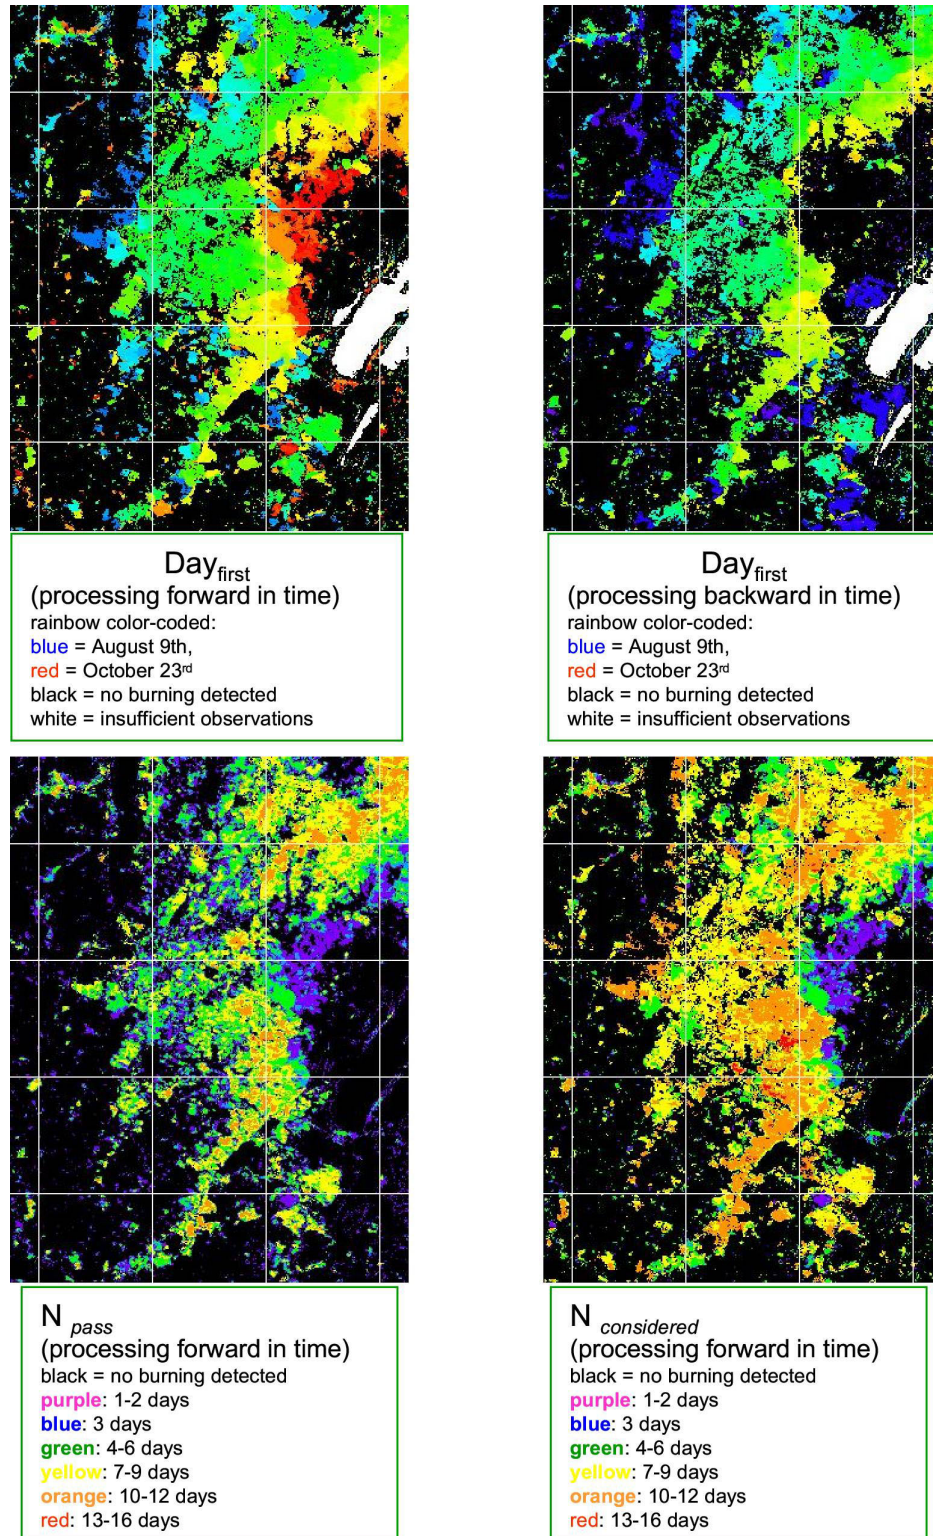 Dayfirst
(processing forward in time)
rainbow color-coded:
blue = August 9th,
red = October 23rd
black = no burning detected
white = insufficient observations
Dayfirst
(processing backward in time)
rainbow color-coded:
blue = August 9th,
red = October 23rd
black = no burning detected
white = insufficient observations
N pass
(processing forward in time)
black = no burning detected
purple: 1-2 days
blue: 3 days
green: 4-6 days
yellow: 7-9 days
orange: 10-12 days
red: 13-16 days
N considered
(processing forward in time)
black = no burning detected
purple: 1-2 days
blue: 3 days
green: 4-6 days
yellow: 7-9 days
orange: 10-12 days
red: 13-16 days